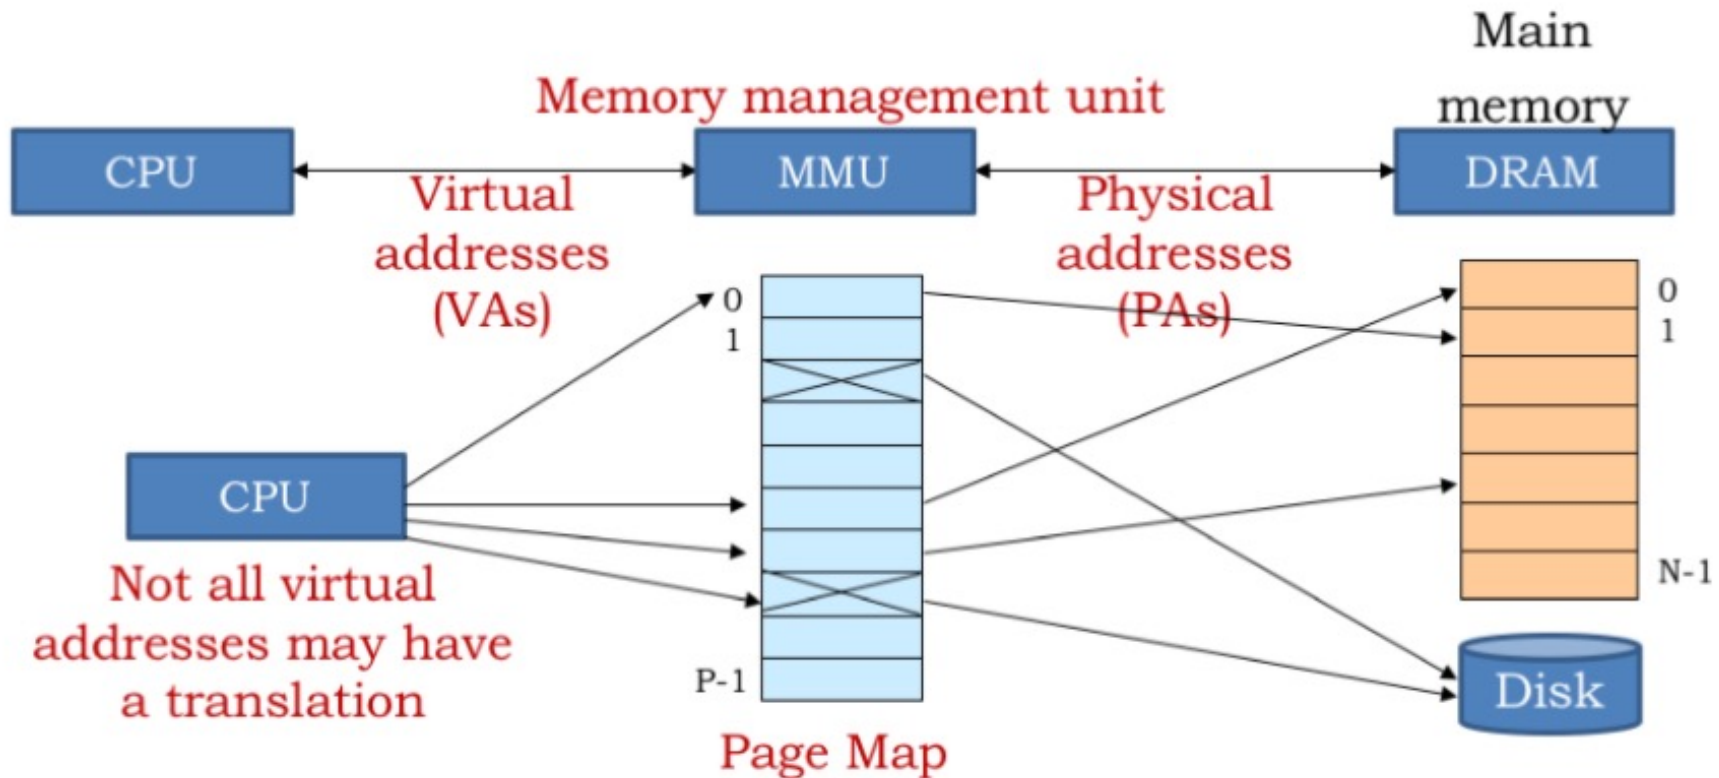 Main
memory
Memory management unit
CPU
MMU
DRAM
Virtual
addresses
(VAs)
Physical
addresses
(PAs)
0
1
P-1
0
1
N-1
CPU
Not all virtual
addresses may have
a translation
Page Map
Disk